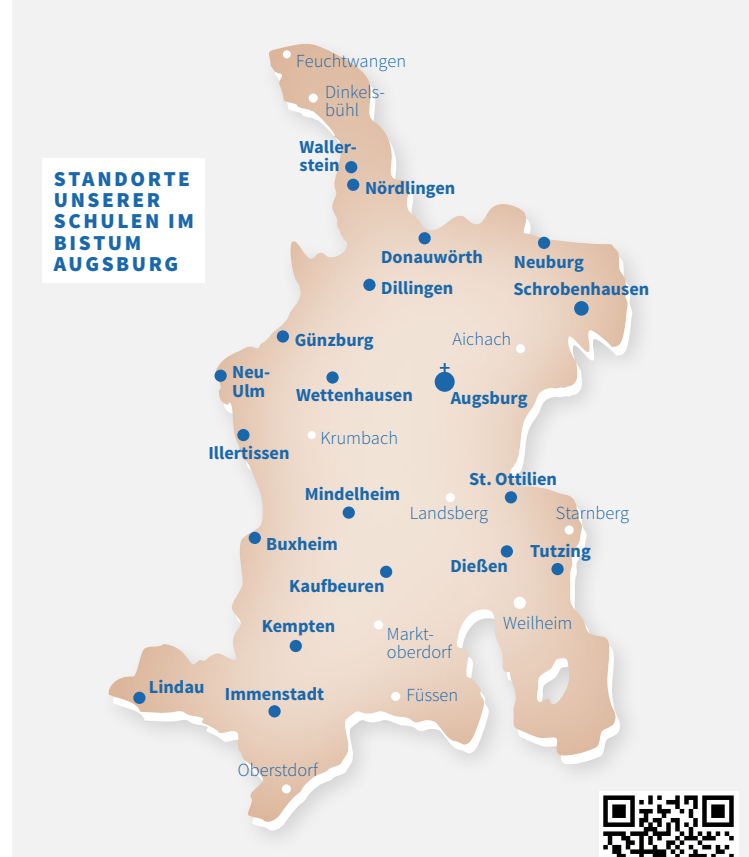 Feuchtwangen
Dinkels-
bühl
Waller-
stein
Nördlingen
STANDORTE
UNSERER
SCHULEN IM
BISTUM
AUGSBURG
Donauwörth
Neuburg
Dillingen
Schrobenhausen
Günzburg
Aichach
Neu-
Ulm
Wettenhausen
Augsburg
Krumbach
Illertissen
St. Ottilien
Mindelheim
Landsberg
Starnberg
Buxheim
Dießen
Tutzing
Kaufbeuren
Kempten
Weilheim
Markt-
oberdorf
Lindau
Immenstadt
Füssen
Oberstdorf